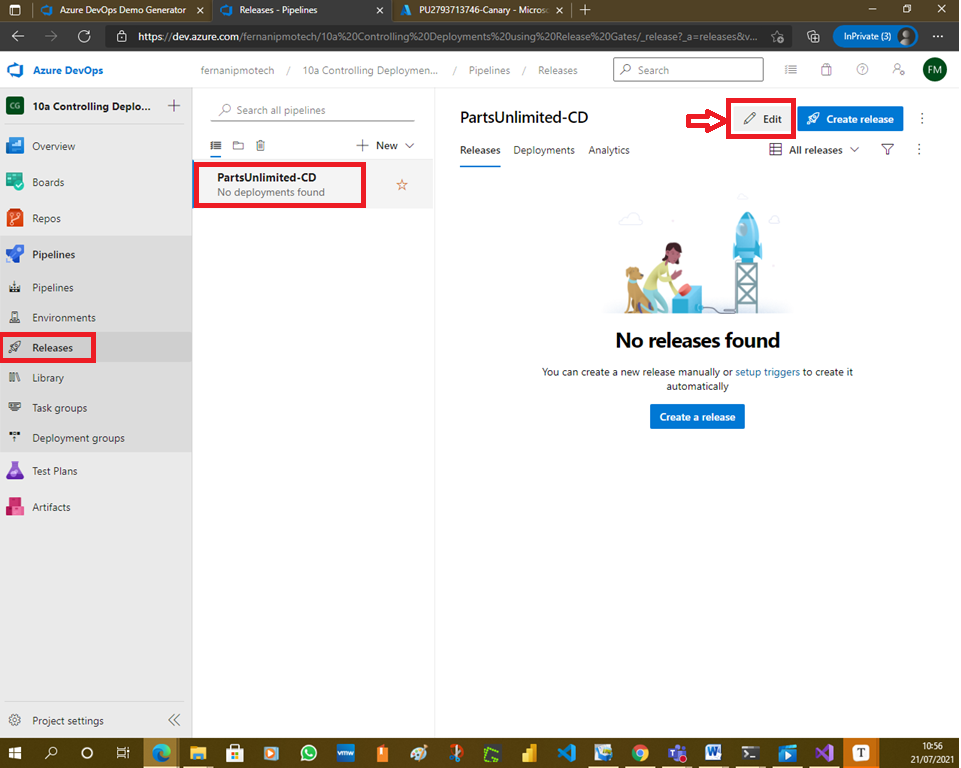 Azure DevOps Demo Generator
Releases - Pipelines
PU2793713746-Canary - Microso
https://dev.azure.com/fernanipmotech/10a%20Controlling%20Deployments%20using%20Release%20Gates/_release?_a=releases&v...
InPrivate (3)
Azure DevOps
fernanipmotech / 10a Controlling Deploymen... / Pipelines / Releases
Search
FM
CG
10a Controlling Deplo...
Overview
Boards
Repos
Pipelines
Pipelines
Environments
Releases
Library
Task groups
Deployment groups
Test Plans
Artifacts
Project settings
Search all pipelines
New
PartsUnlimited-CD
No deployments found
PartsUnlimited-CD
Edit
Create release
Releases
Deployments
Analytics
All releases
No releases found
You can create a new release manually or setup triggers to create it
automatically
Create a release
vmw
T
10:56
21/07/2021